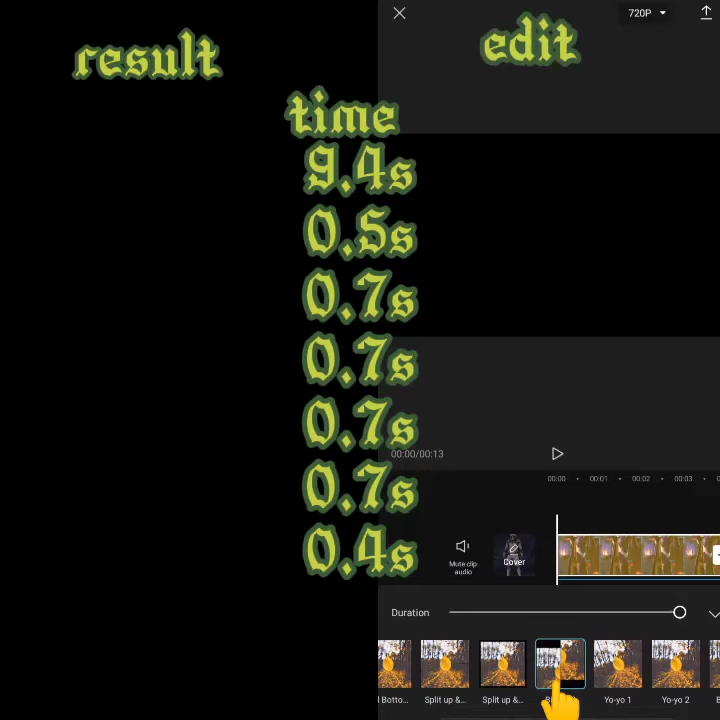 result
edit
720P
time
9.4s
0.5s
0.7s
0.7s
0.7s
0.7s
0.4s
00:00/00:13
00:00 00:01 00:02 00:03
Mute clip
audio
Cover
Duration
Botto... Split up &... Split up &... Yo-yo 1 Yo-yo 2